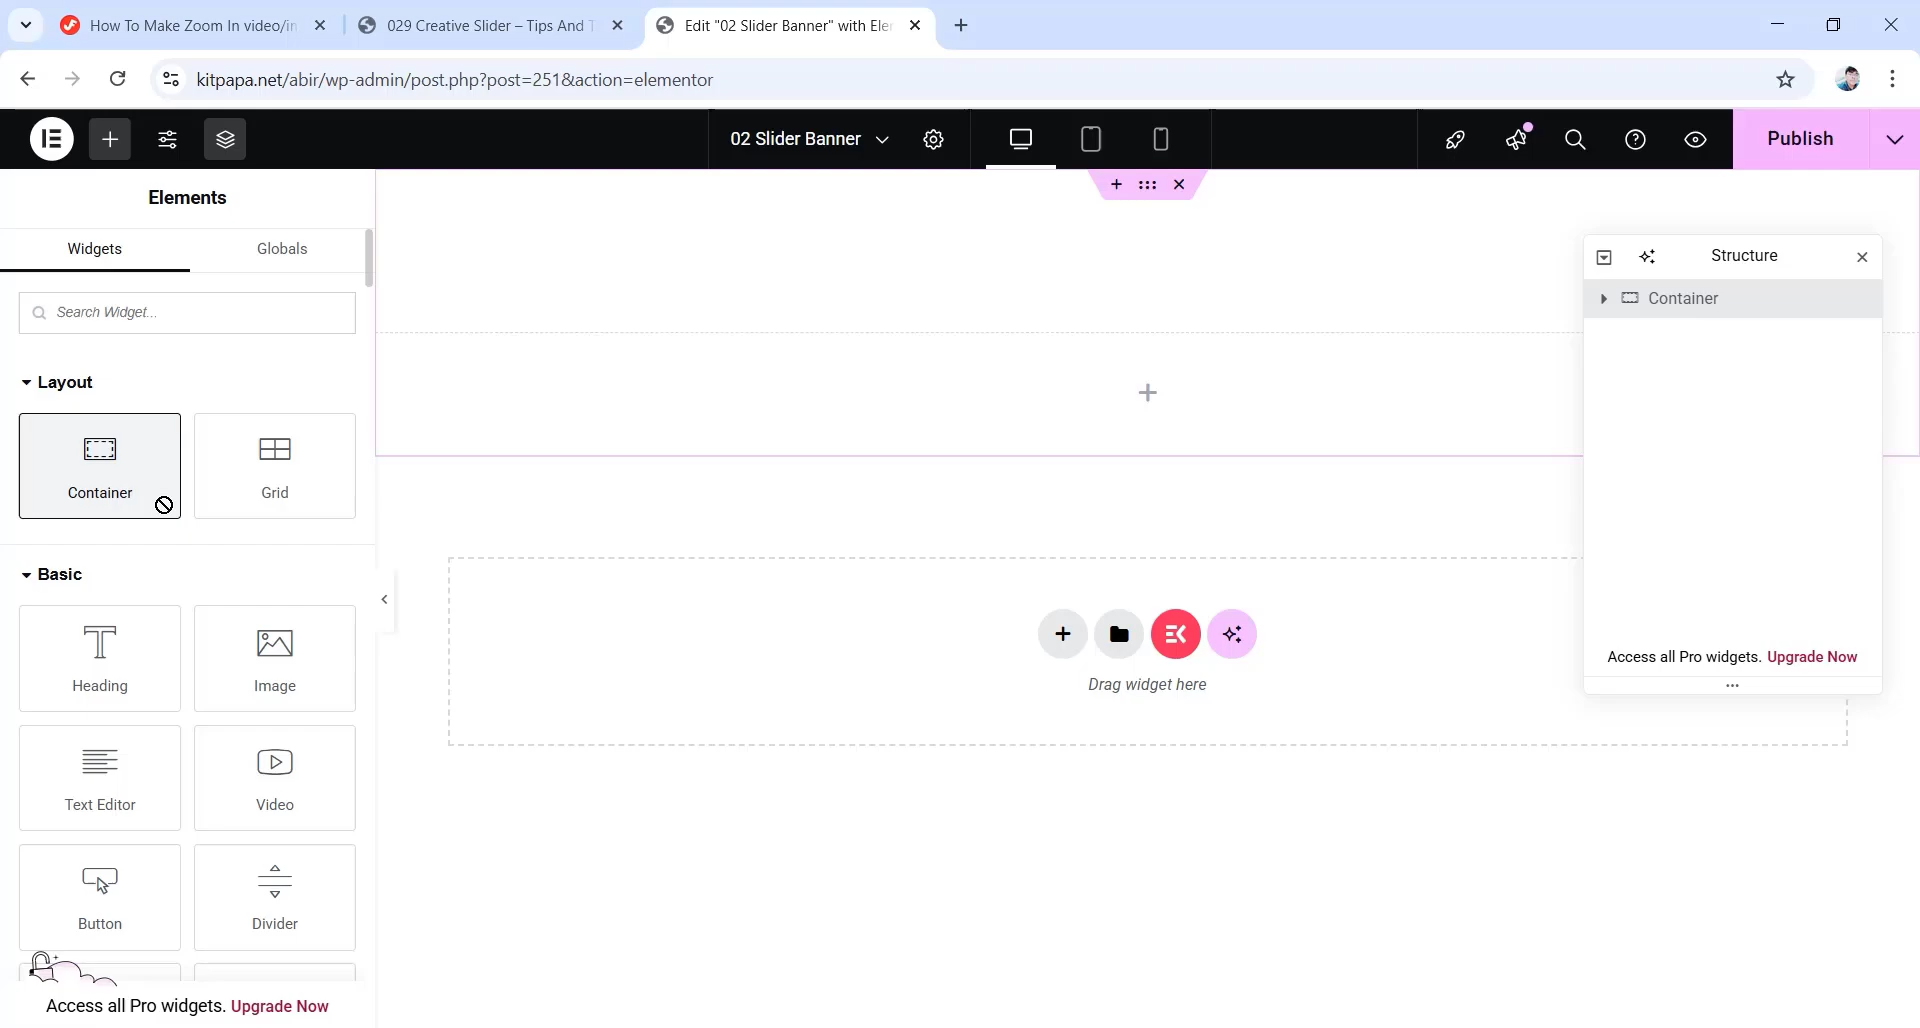 How To Make Zoom In video/in
029 Creative Slider – Tips And T
Edit "02 Slider Banner" with Eler
kitpapa.net/abir/wp-admin/post.php?post=251&action=elementor
02 Slider Banner
Publish
Elements
Widgets
Globals
Search Widget...
Layout
Container
Grid
Basic
Heading
Image
Text Editor
Video
Button
Divider
Access all Pro widgets. Upgrade Now
Drag widget here
Structure
Container
Access all Pro widgets. Upgrade Now